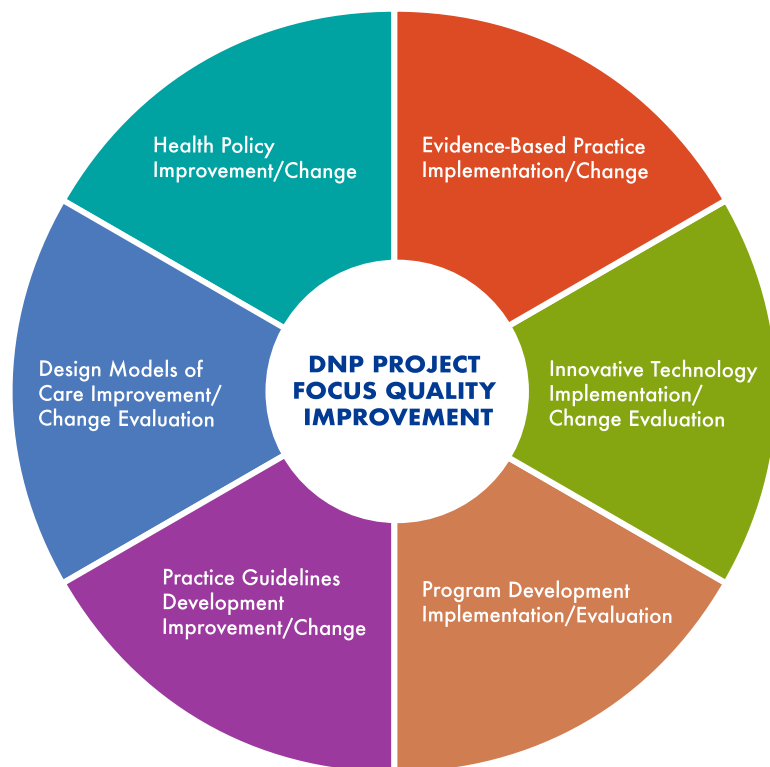 Health Policy
Improvement/Change
Evidence-Based Practice
Implementation/Change
Design Models of
Care Improvement/
Change Evaluation
DNP PROJECT
FOCUS QUALITY
IMPROVEMENT
Innovative Technology
Implementation/
Change Evaluation
Practice Guidelines
Development
Improvement/Change
Program Development
Implementation/Evaluation